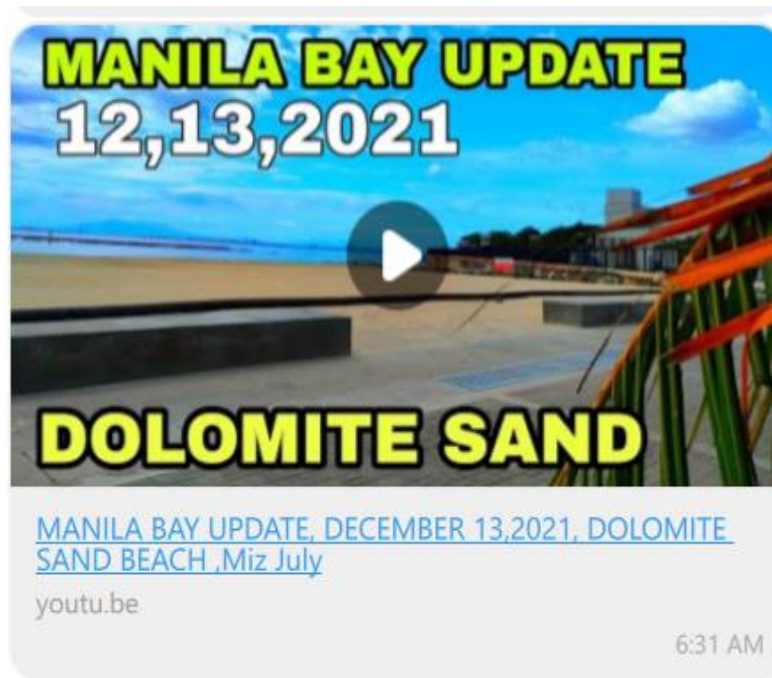 MANILA BAY UPDATE
12,13,2021
DOLOMITE SAND
MANILA BAY UPDATE, DECEMBER 13,2021, DOLOMITE
SAND BEACH ,Miz July
youtu.be
6:31 AM